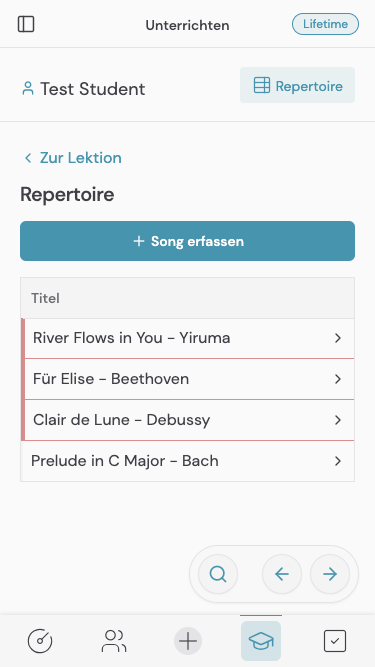 Unterrichten
Lifetime
Test Student
Repertoire
Zur Lektion
Repertoire
+ Song erfassen
Titel
River Flows in You – Yiruma
Für Elise – Beethoven
Clair de Lune – Debussy
Prelude in C Major – Bach